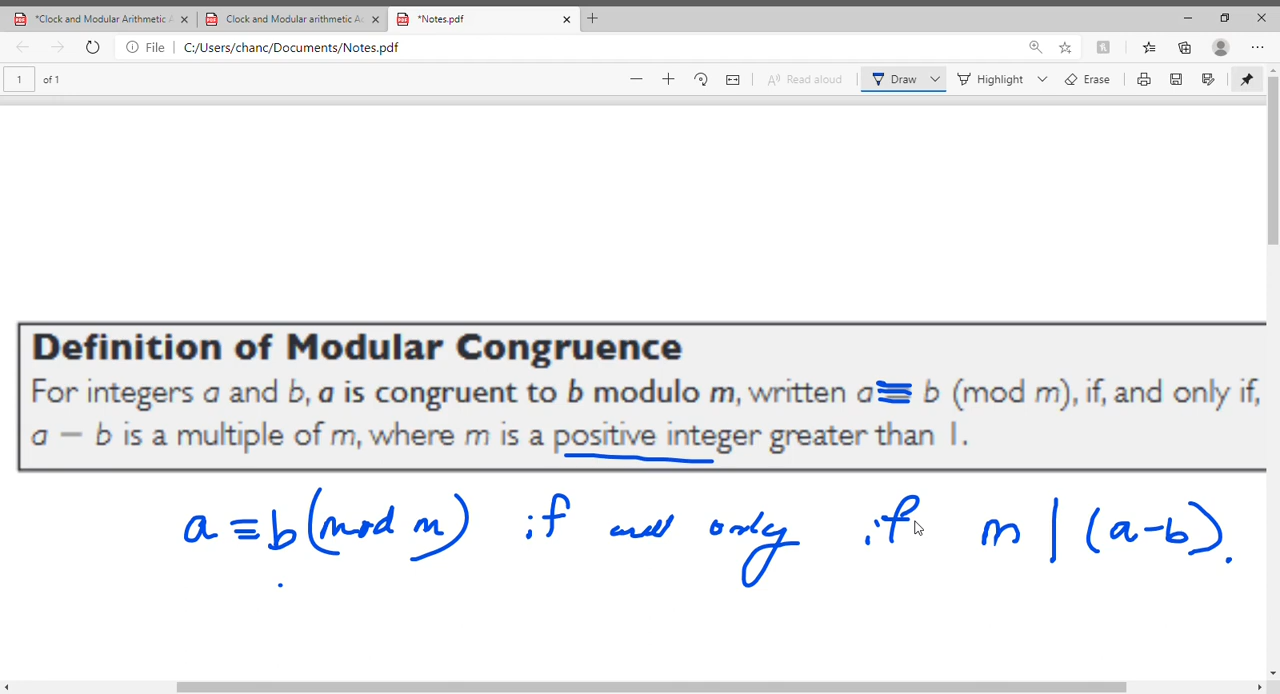 *Clock and Modular Arithmetic A Clock and Modular arithmetic Ac *Notes.pdf
File C:/Users/chanc/Documents/Notes.pdf
1 of 1 Read aloud Draw Highlight Erase
Definition of Modular Congruence
For integers a and b, a is congruent to b modulo m, written a ≡ b (mod m), if, and only if,
a − b is a multiple of m, where m is a positive integer greater than 1.
a ≡ b (mod m) if and only if m | (a-b).